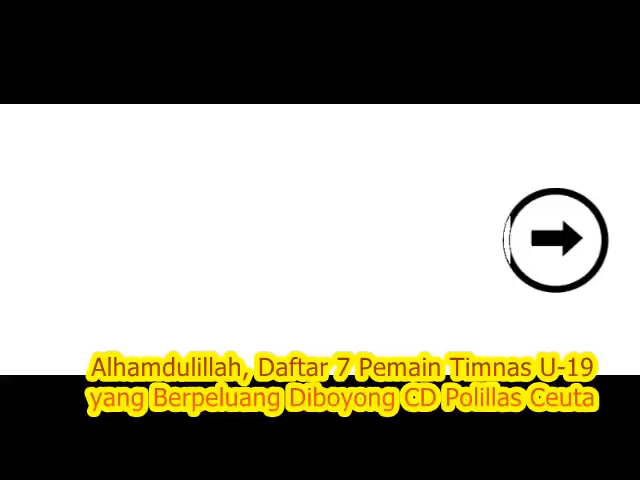 Alhamdulillah, Daftar 7 Pemain Timnas U-19
yang Berpeluang Diboyong CD Polillas Ceuta